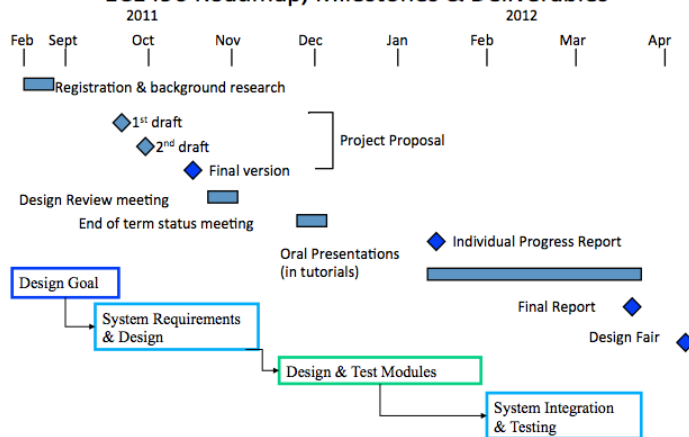 2011
2012
Feb Sept Oct Nov Dec Jan Feb Mar Apr
Registration & background research
1st draft
2nd draft
Project Proposal
Final version
Design Review meeting
End of term status meeting
Individual Progress Report
Oral Presentations
(in tutorials)
Design Goal
Final Report
System Requirements
& Design
Design Fair
Design & Test Modules
System Integration
& Testing